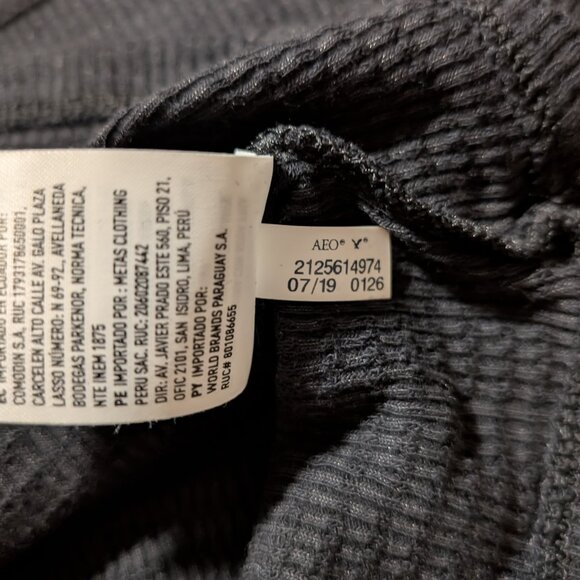 EC IMPORTADO EN ECUADOR POR:
COMODIN S.A. RUC 1793178650001,
CARCELEN ALTO CALLE AV. GALO PLAZA
LASSO NÚMERO: N 69-92, AVELLANEDA
BODEGAS PARKENOR, NORMA TECNICA,
NTE NEM 1875
PE IMPORTADO POR: METAS CLOTHING
PERU SAC. RUC: 20602087442
DIR: AV. JAVIER PRADO ESTE 560, PISO 21,
OFIC 2101, SAN ISIDRO, LIMA, PERÚ
PY IMPORTADO POR:
WORLD BRANDS PARAGUAY S.A.
RUC# 801086655
AEO® Y®
2125614974
07/19 0126